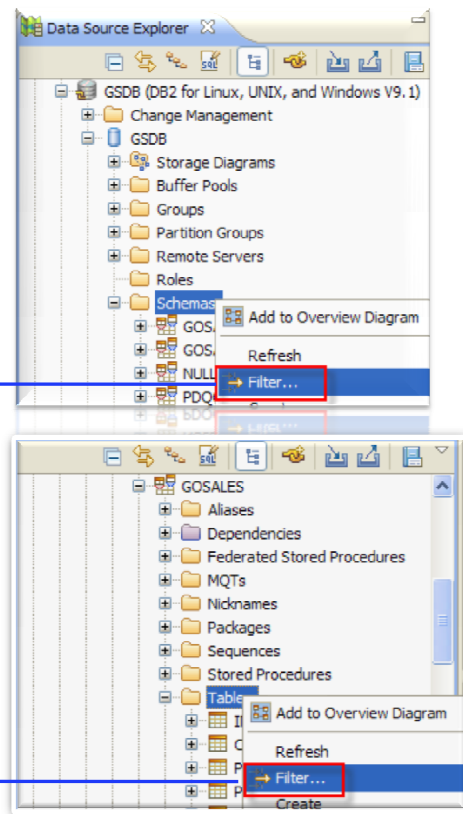 Data Source Explorer
GSDB (DB2 for Linux, UNIX, and Windows V9.1)
Change Management
GSDB
Storage Diagrams
Buffer Pools
Groups
Partition Groups
Remote Servers
Roles
Schemas
Add to Overview Diagram
Refresh
NULL
Filter...
GOSALES
Aliases
Dependencies
Federated Stored Procedures
MQTs
Nicknames
Packages
Sequences
Stored Procedures
Add to Overview Diagram
Refresh
Filter...
Create